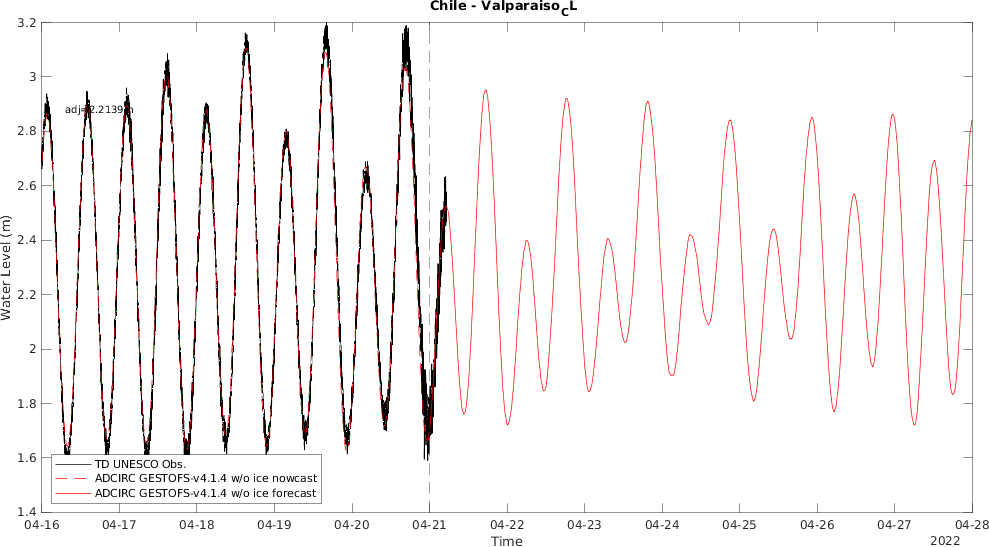 Chile - Valparaiso_CL
3.2
3
2.8
2.6
2.4
2.2
2
1.8
1.6
1.4
Water Level (m)
adj=2.2139m
TD UNESCO Obs.
ADCIRC GESTOFS-v4.1.4 w/o ice nowcast
ADCIRC GESTOFS-v4.1.4 w/o ice forecast
04-16 04-17 04-18 04-19 04-20 04-21 04-22 04-23 04-24 04-25 04-26 04-27 04-28
Time
2022